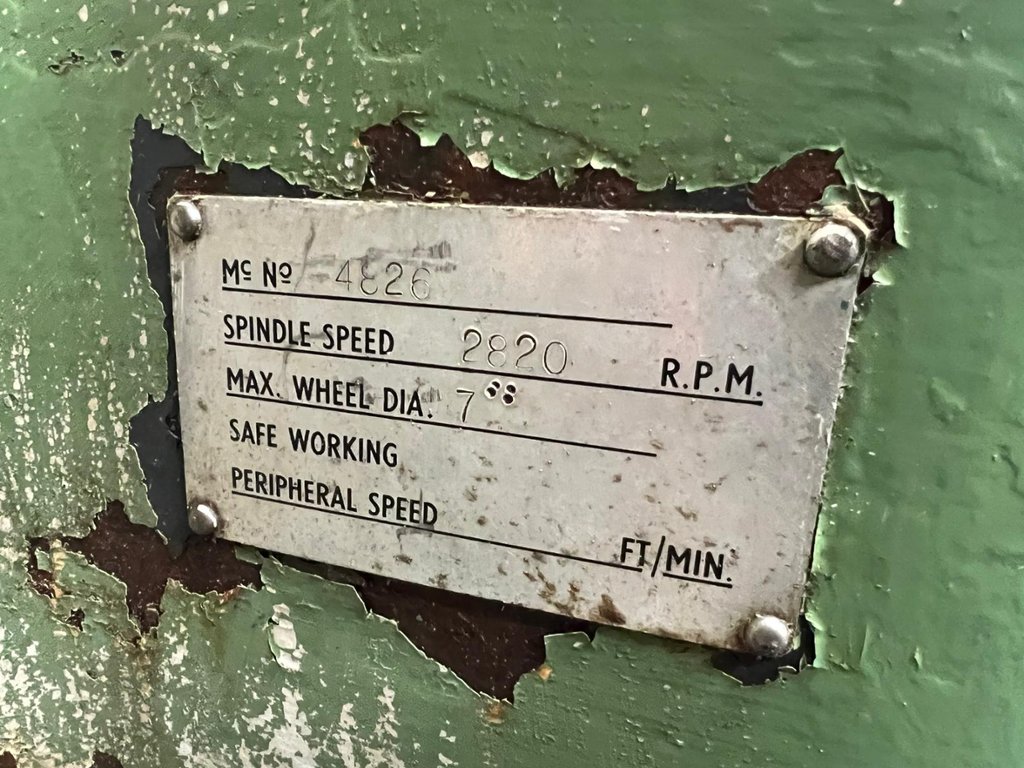 Mc No 4826
SPINDLE SPEED 2820 R.P.M.
MAX. WHEEL DIA. 7"
SAFE WORKING
PERIPHERAL SPEED FT/MIN.